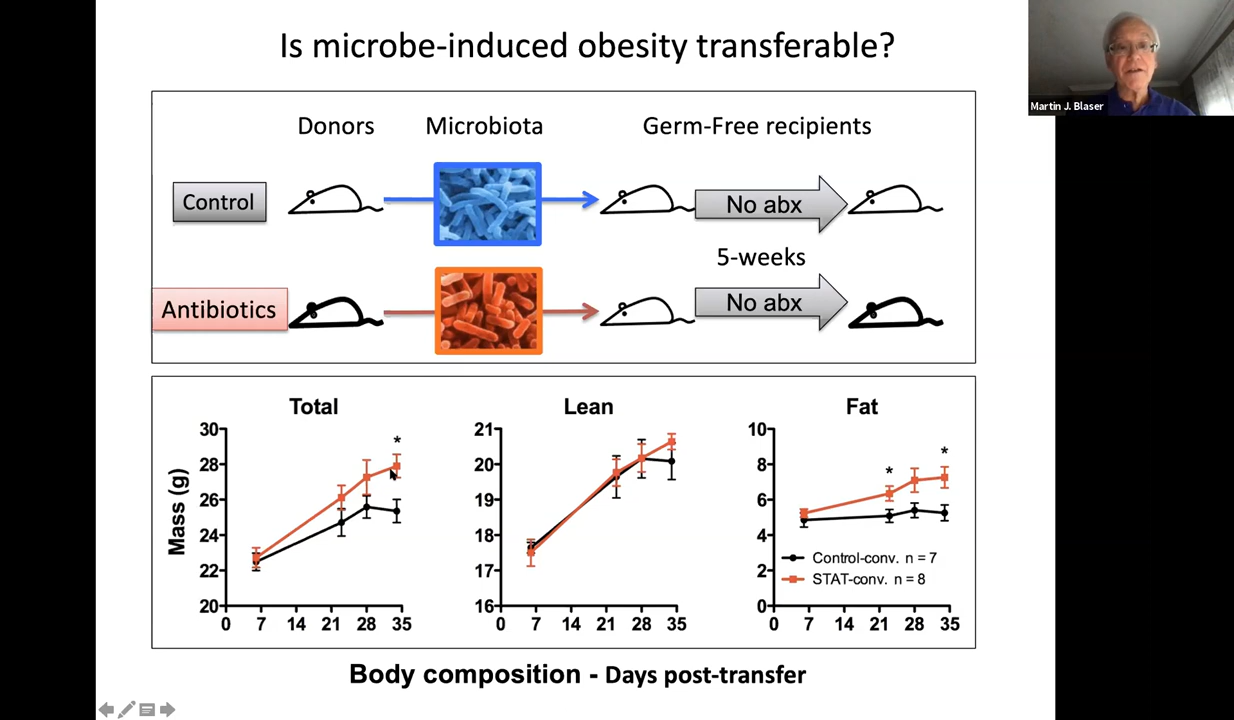 Is microbe-induced obesity transferable?
Martin J. Blaser
Donors Microbiota Germ-Free recipients
Control
No abx
5-weeks
Antibiotics
No abx
Total
Lean
Fat
Mass (g)
30
28
26
24
22
20
0 7 14 21 28 35
*
21
20
19
18
17
16
0 7 14 21 28 35
10
8
6
4
2
0
0 7 14 21 28 35
* *
Control-conv. n = 7
STAT-conv. n = 8
Body composition - Days post-transfer